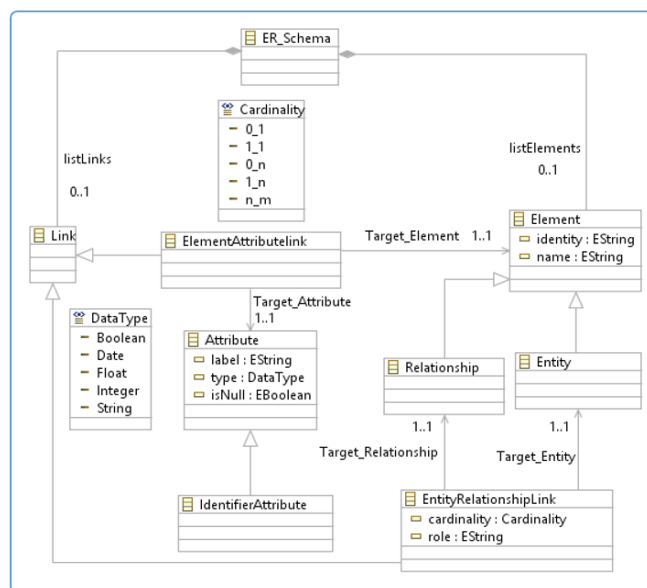 ER_Schema
Cardinality
0_1
1_1
0_n
1_n
n_m
listLinks
0..1
listElements
0..1
Link
ElementAttributelink
Target_Element 1..1
Element
identity : EString
name : EString
Target_Attribute
1..1
DataType
Boolean
Date
Float
Integer
String
Attribute
label : EString
type : DataType
isNull : EBoolean
Relationship
Entity
1..1
1..1
Target_Relationship
Target_Entity
IdentifierAttribute
EntityRelationshipLink
cardinality : Cardinality
role : EString